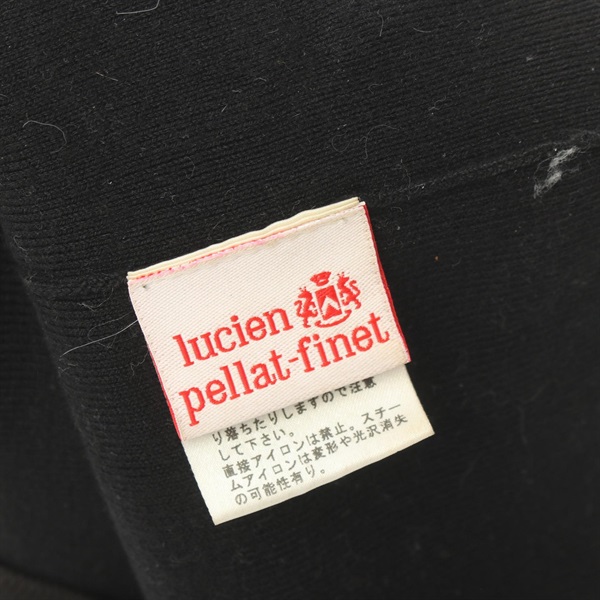 lucien
pellat-finet
り落ちたりしますので注意
して下さい。
直接アイロンは禁止。スチー
ムアイロンは変形や光沢消失
の可能性有り。